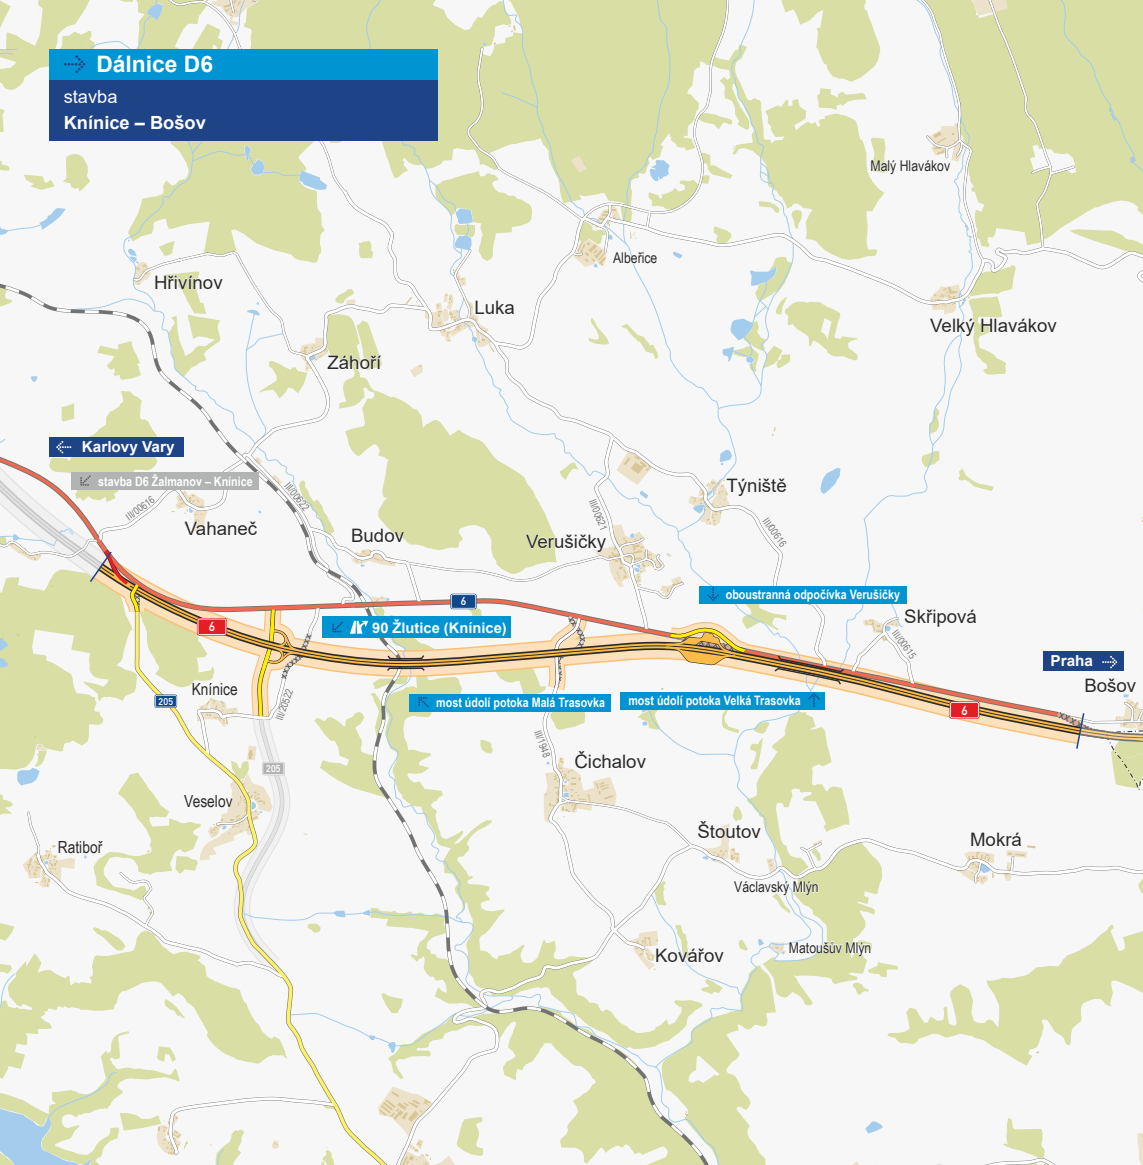 Dálnice D6
stavba
Knínice – Bošov
Malý Hlavákov
Albeřice
Hřivínov
Luka
Velký Hlavákov
Záhoří
Karlovy Vary
stavba D6 Žalmanov – Knínice
III/00616
III/00622
Vahaneč
Budov
Týniště
III/00621
III/00616
Verušičky
oboustranná odpočívka Verušičky
6
Skřipová
6
90 Žlutice (Knínice)
III/00615
Praha
Bošov
Knínice
205
III/20522
most údolí potoka Malá Trasovka
most údolí potoka Velká Trasovka
6
III/1948
Čichalov
205
Veselov
Štoutov
Mokrá
Ratiboř
Václavský Mlýn
Matoušův Mlýn
Kovářov